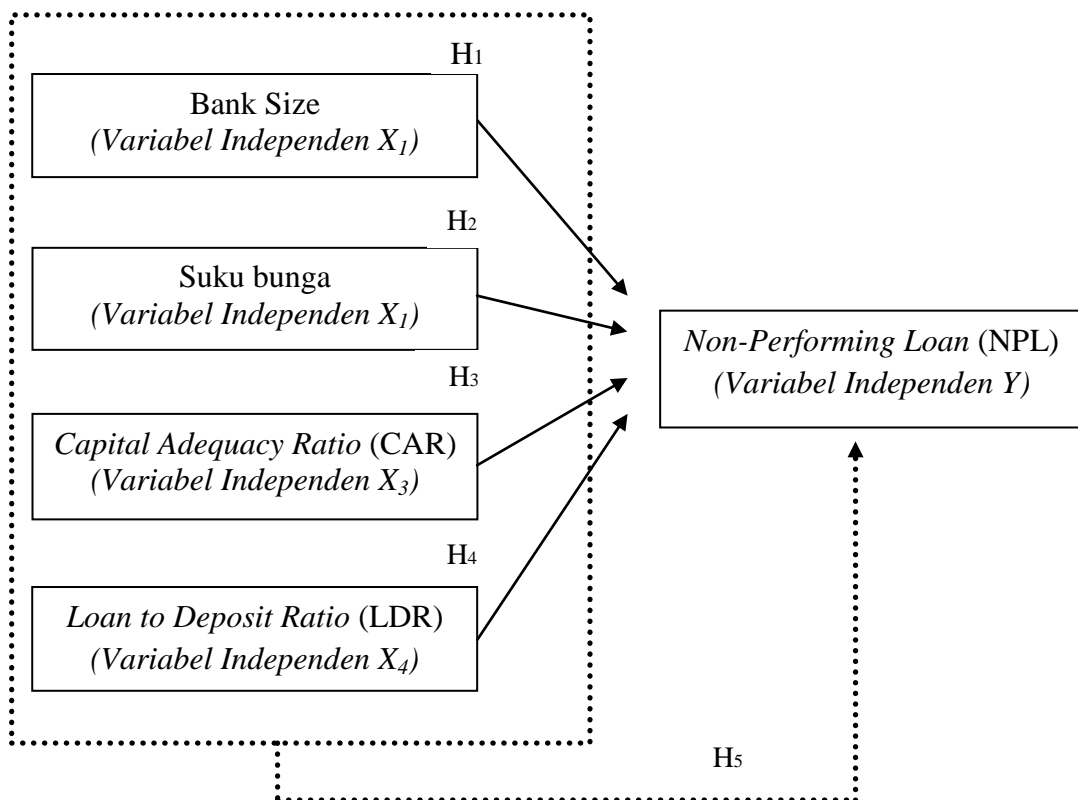 H1
Bank Size
(Variabel Independen X1)
H2
Suku bunga
(Variabel Independen X1)
H3
Capital Adequacy Ratio (CAR)
(Variabel Independen X3)
H4
Loan to Deposit Ratio (LDR)
(Variabel Independen X4)
Non-Performing Loan (NPL)
(Variabel Independen Y)
H5